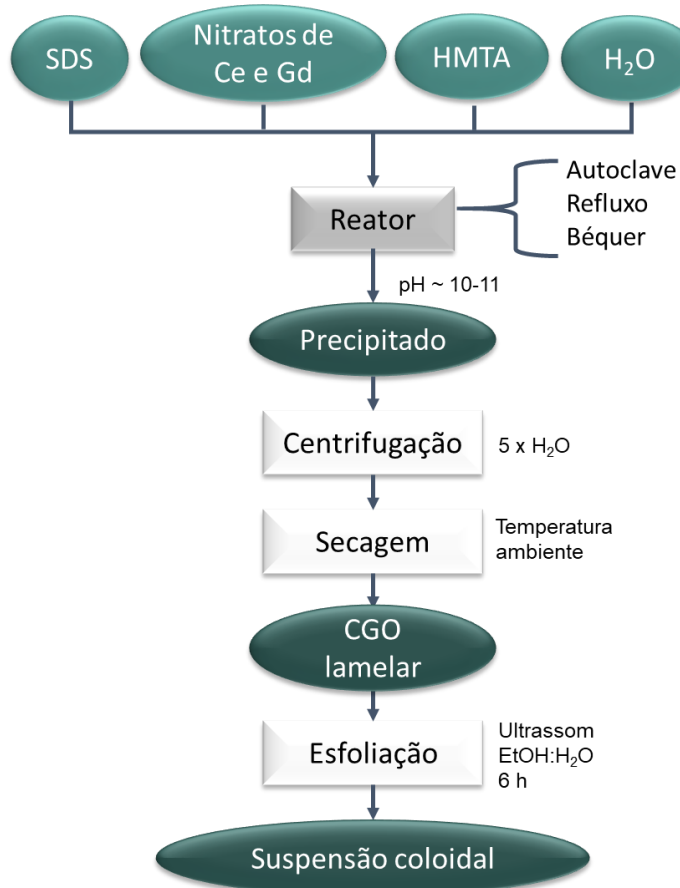 SDS
Nitratos de
Ce e Gd
HMTA
H₂O
Reator
Autoclave
Refluxo
Béquer
pH ~ 10-11
Precipitado
Centrifugação
5 x H₂O
Secagem
Temperatura
ambiente
CGO
lamelar
Esfoliação
Ultrassom
EtOH:H₂O
6 h
Suspensão coloidal